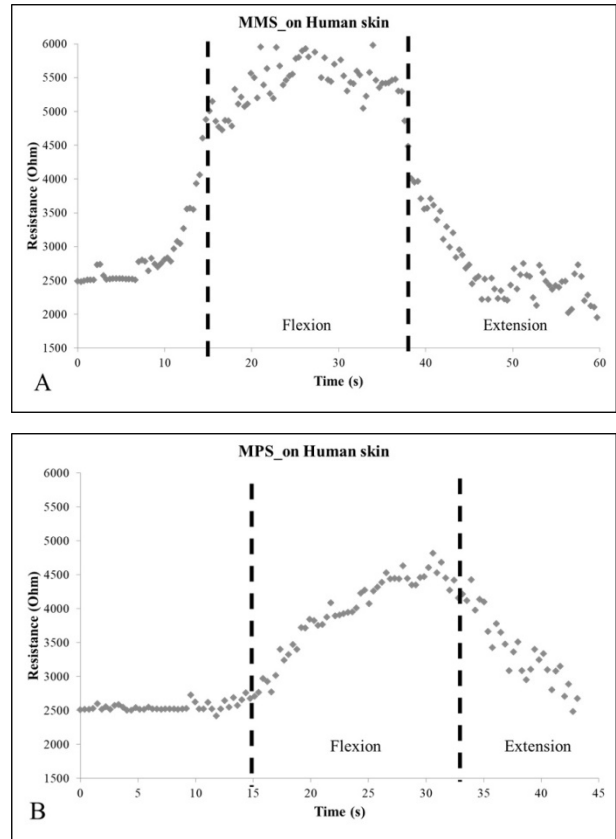 MMS_on Human skin
6000
5500
5000
4500
4000
3500
3000
2500
2000
1500
Resistance (Ohm)
Flexion
Extension
0 10 20 30 40 50 60
Time (s)
A
MPS_on Human skin
6000
5500
5000
4500
4000
3500
3000
2500
2000
1500
Resistance (Ohm)
Flexion
Extension
0 5 10 15 20 25 30 35 40 45
Time (s)
B